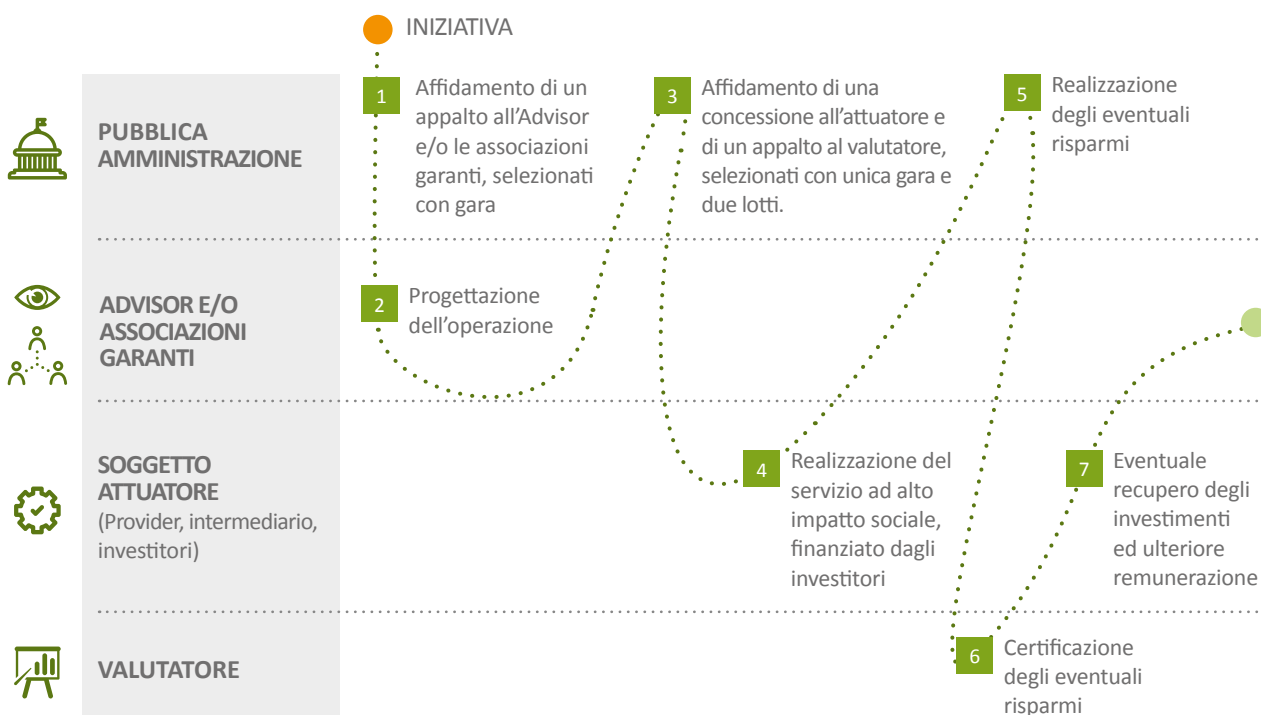 INIZIATIVA
PUBBLICA
AMMINISTRAZIONE
1
Affidamento di un
appalto all'Advisor
e/o le associazioni
garanti, selezionati
con gara
3
Affidamento di una
concessione all'attuatore e
di un appalto al valutatore,
selezionati con unica gara e
due lotti.
5
Realizzazione
degli eventuali
risparmi
ADVISOR E/O
ASSOCIAZIONI
GARANTI
2
Progettazione
dell'operazione
SOGGETTO
ATTUATORE
(Provider, intermediario,
investitori)
4
Realizzazione del
servizio ad alto
impatto sociale,
finanziato dagli
investitori
7
Eventuale
recupero degli
investimenti
ed ulteriore
remunerazione
VALUTATORE
6
Certificazione
degli eventuali
risparmi